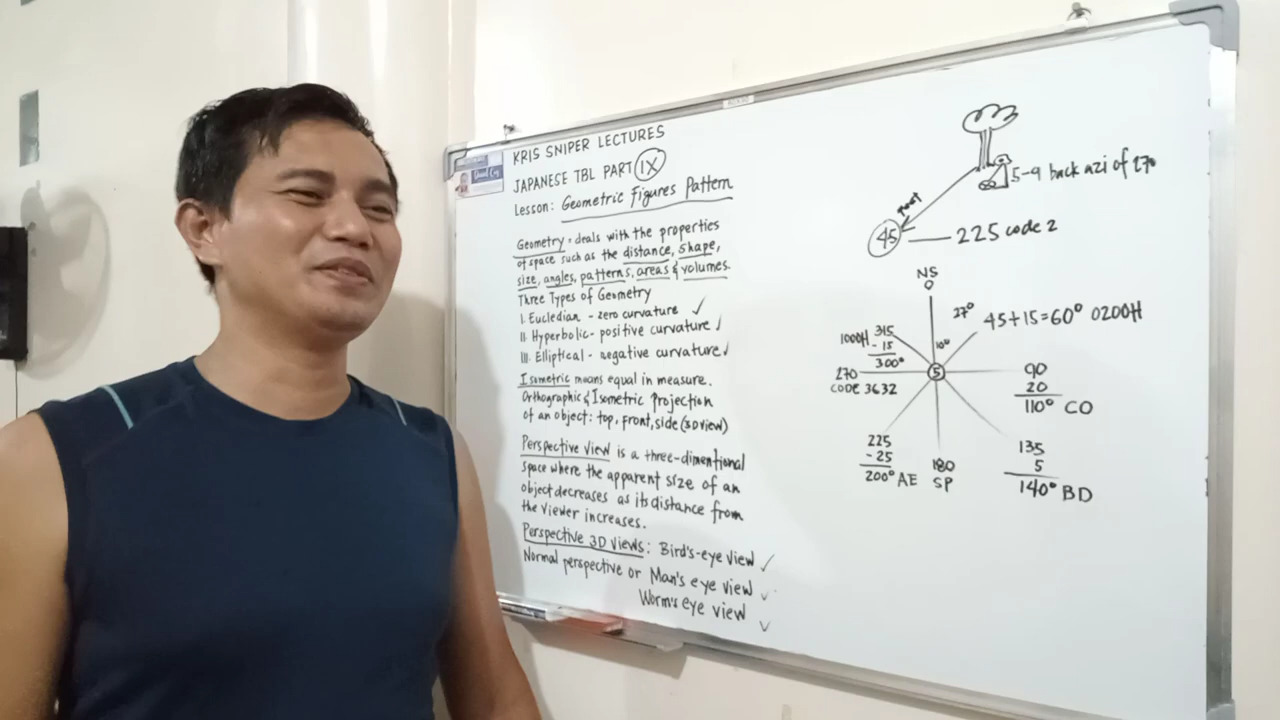 KRIS SNIPER LECTURES
JAPANESE TBL PART IX
Lesson: Geometric Figures Pattern
Geometry - deals with the properties
of space such as the distance, shape,
size, angles, patterns, areas & volumes.
Three Types of Geometry
I. Eucledian - zero curvature ✓
II. Hyperbolic - positive curvature ✓
III. Elliptical - negative curvature ✓
Isometric means equal in measure.
Orthographic & Isometric projection
of an object: top, front, side (3D view)
Perspective view is a three-dimentional
space where the apparent size of an
object decreases as its distance from
the viewer increases.
Perspective 3D views: Bird's-eye view ✓
Normal perspective or Man's eye view ✓
Worm's eye view ✓
5-9 back azi of 270
45
225 code 2
NS
0
27°
45+15=60° 0200H
10°
1000H 315
- 15
300°
5
270
CODE 3632
90
20
110° CO
225
- 25
200° AE
180
SP
135
5
140° BD